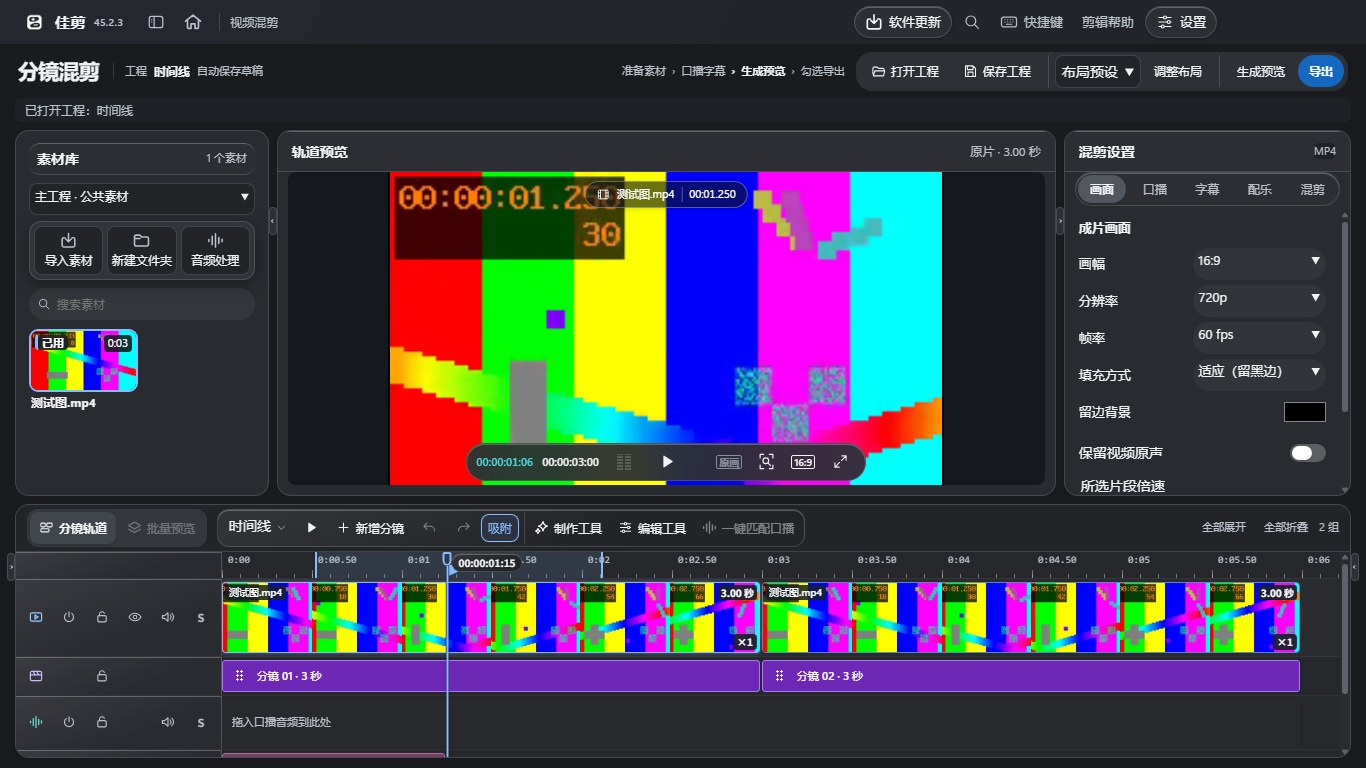 佳剪 45.2.3 视频混剪 软件更新 快捷键 剪辑帮助 设置
分镜混剪 工程 时间线 自动保存草稿 准备素材 › 口播字幕 › 生成预览 › 勾选导出 打开工程 保存工程 布局预设 ▼ 调整布局 生成预览 导出
已打开工程：时间线
素材库 1 个素材
主工程 · 公共素材 ▼
导入素材 新建文件夹 音频处理
搜索素材
已用 0:03
测试图.mp4
轨道预览 原片 · 3.00 秒
00:00:01.250
测试图.mp4 00:01.250
30
00:00:01:06 00:00:03:00 原画 16:9
混剪设置 MP4
画面 口播 字幕 配乐 混剪
成片画面
画幅 16:9 ▼
分辨率 720p ▼
帧率 60 fps ▼
填充方式 适应（留黑边） ▼
留边背景
保留视频原声
所选片段倍速
分镜轨道 批量预览 时间线 新增分镜 吸附 制作工具 编辑工具 一键匹配口播 全部展开 全部折叠 2 组
0:00 0:00.50 0:01 00:00:01:15 .50 0:02 0:02.50 0:03 0:03.50 0:04 0:04.50 0:05 0:05.50 0:06
测试图.mp4 3.00 秒 测试图.mp4 3.00 秒
×1 ×1
S
分镜 01 · 3 秒 分镜 02 · 3 秒
S 拖入口播音频到此处